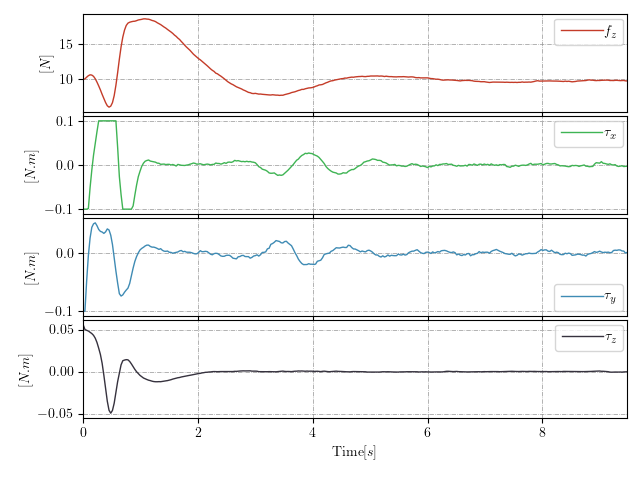 15
10
[N]
f_z
0.1
0.0
−0.1
[N.m]
τ_x
0.0
−0.1
[N.m]
τ_y
0.05
0.00
−0.05
[N.m]
τ_z
0 2 4 6 8
Time[s]